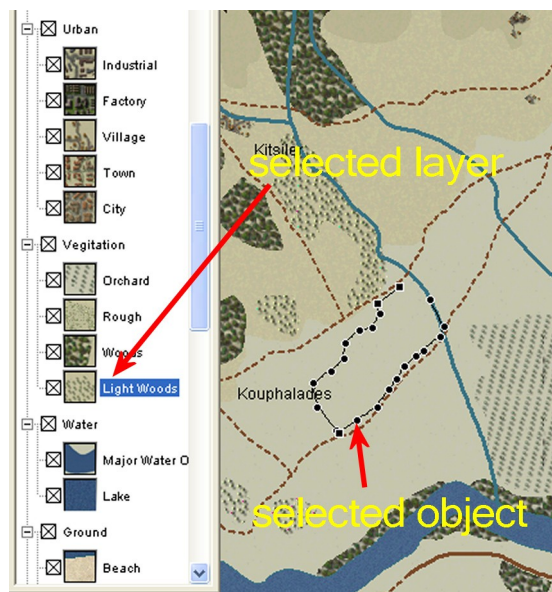 Urban
Industrial
Factory
Village
Town
City
Vegitation
Orchard
Rough
Woods
Light Woods
Water
Major Water O
Lake
Ground
Beach
selected layer
Kouphalades
selected object